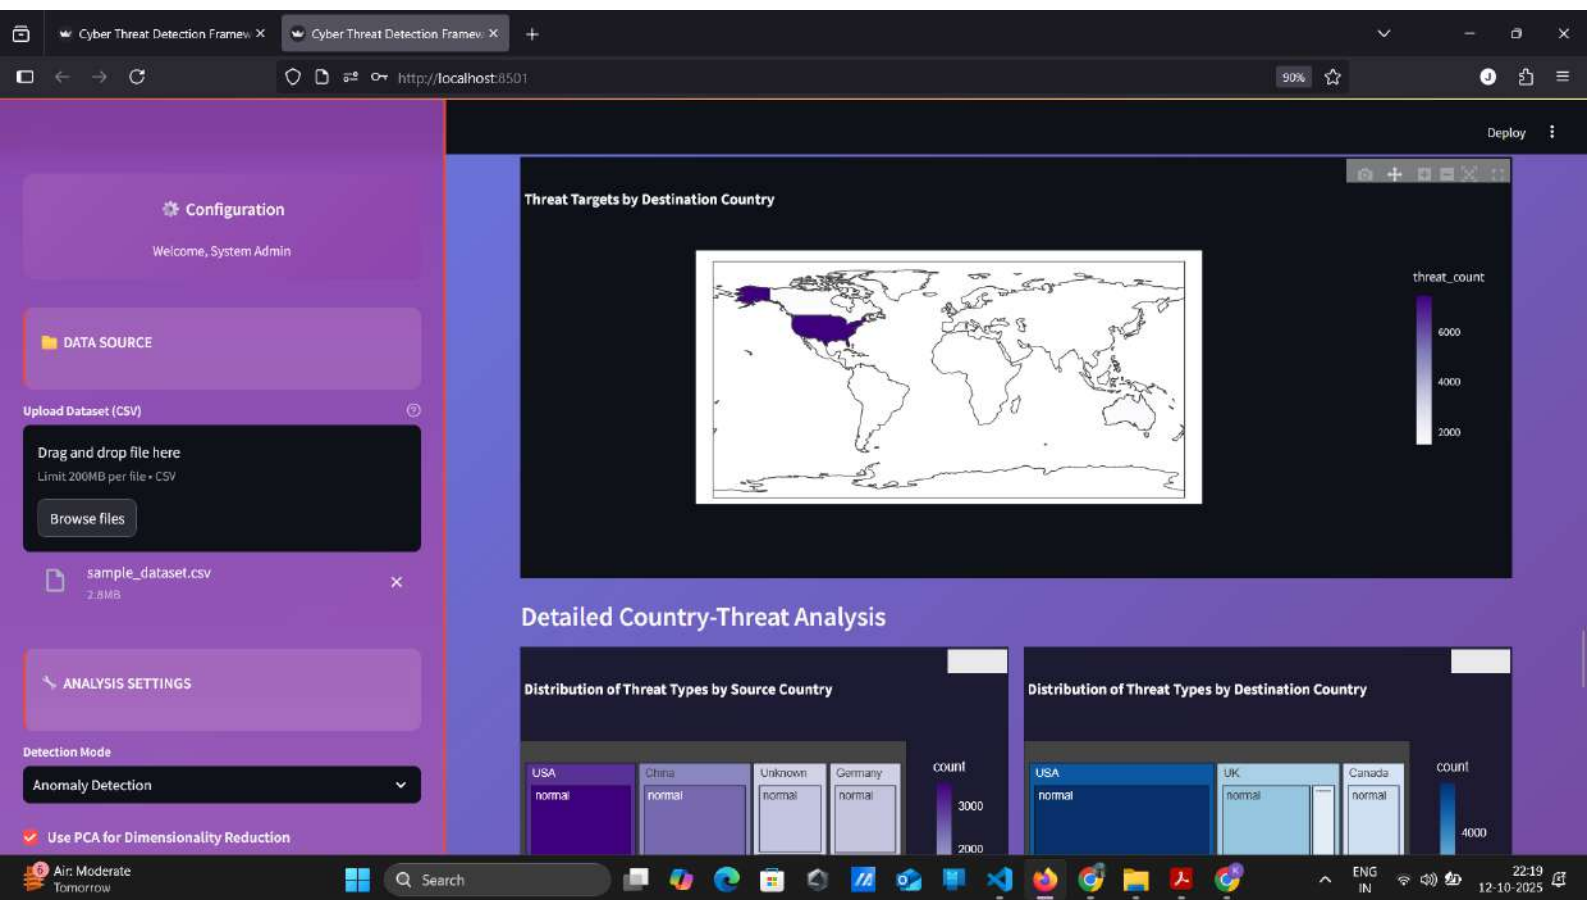 Cyber Threat Detection Framew
Cyber Threat Detection Framew
http://localhost:8501
90%
J
Deploy
Configuration
Welcome, System Admin
DATA SOURCE
Upload Dataset (CSV)
Drag and drop file here
Limit 200MB per file • CSV
Browse files
sample_dataset.csv
2.8MB
ANALYSIS SETTINGS
Detection Mode
Anomaly Detection
Use PCA for Dimensionality Reduction
Threat Targets by Destination Country
threat_count
6000
4000
2000
Detailed Country-Threat Analysis
Distribution of Threat Types by Source Country
USA
normal
China
normal
Unknown
normal
Germany
normal
count
3000
2000
Distribution of Threat Types by Destination Country
USA
normal
UK
normal
Canada
normal
count
4000
Air: Moderate
Tomorrow
Search
ENG
IN
22:19
12-10-2025